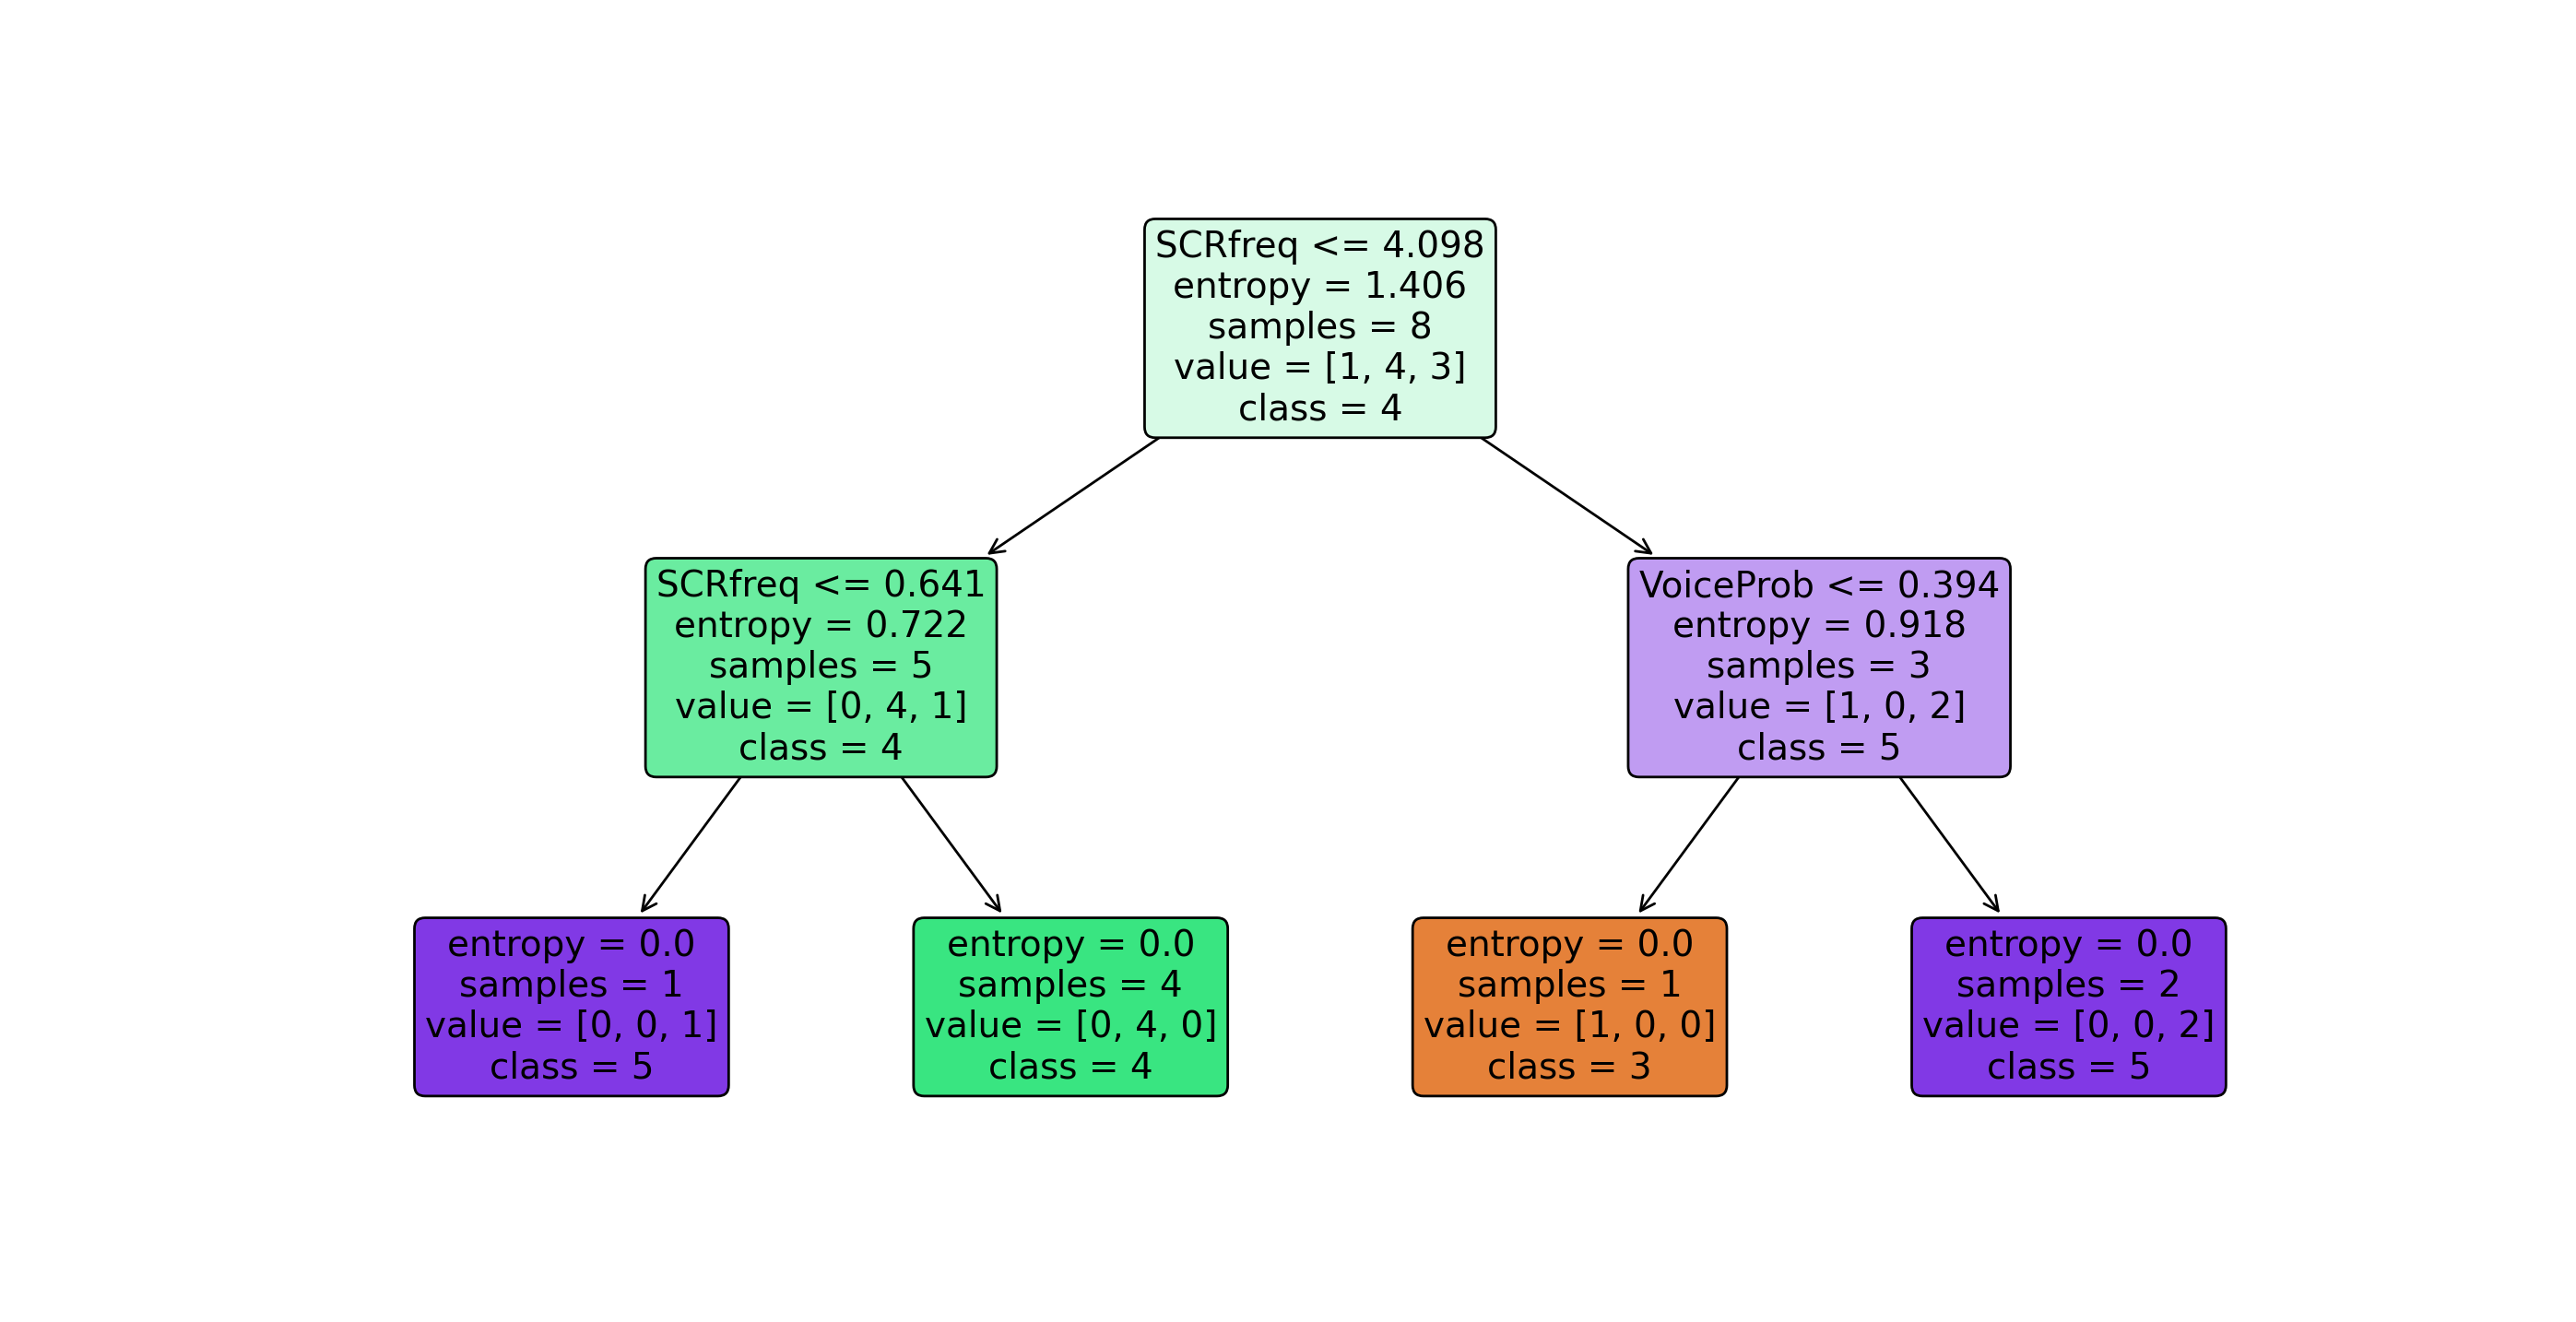 SCRfreq <= 4.098
entropy = 1.406
samples = 8
value = [1, 4, 3]
class = 4
SCRfreq <= 0.641
entropy = 0.722
samples = 5
value = [0, 4, 1]
class = 4
VoiceProb <= 0.394
entropy = 0.918
samples = 3
value = [1, 0, 2]
class = 5
entropy = 0.0
samples = 1
value = [0, 0, 1]
class = 5
entropy = 0.0
samples = 4
value = [0, 4, 0]
class = 4
entropy = 0.0
samples = 1
value = [1, 0, 0]
class = 3
entropy = 0.0
samples = 2
value = [0, 0, 2]
class = 5